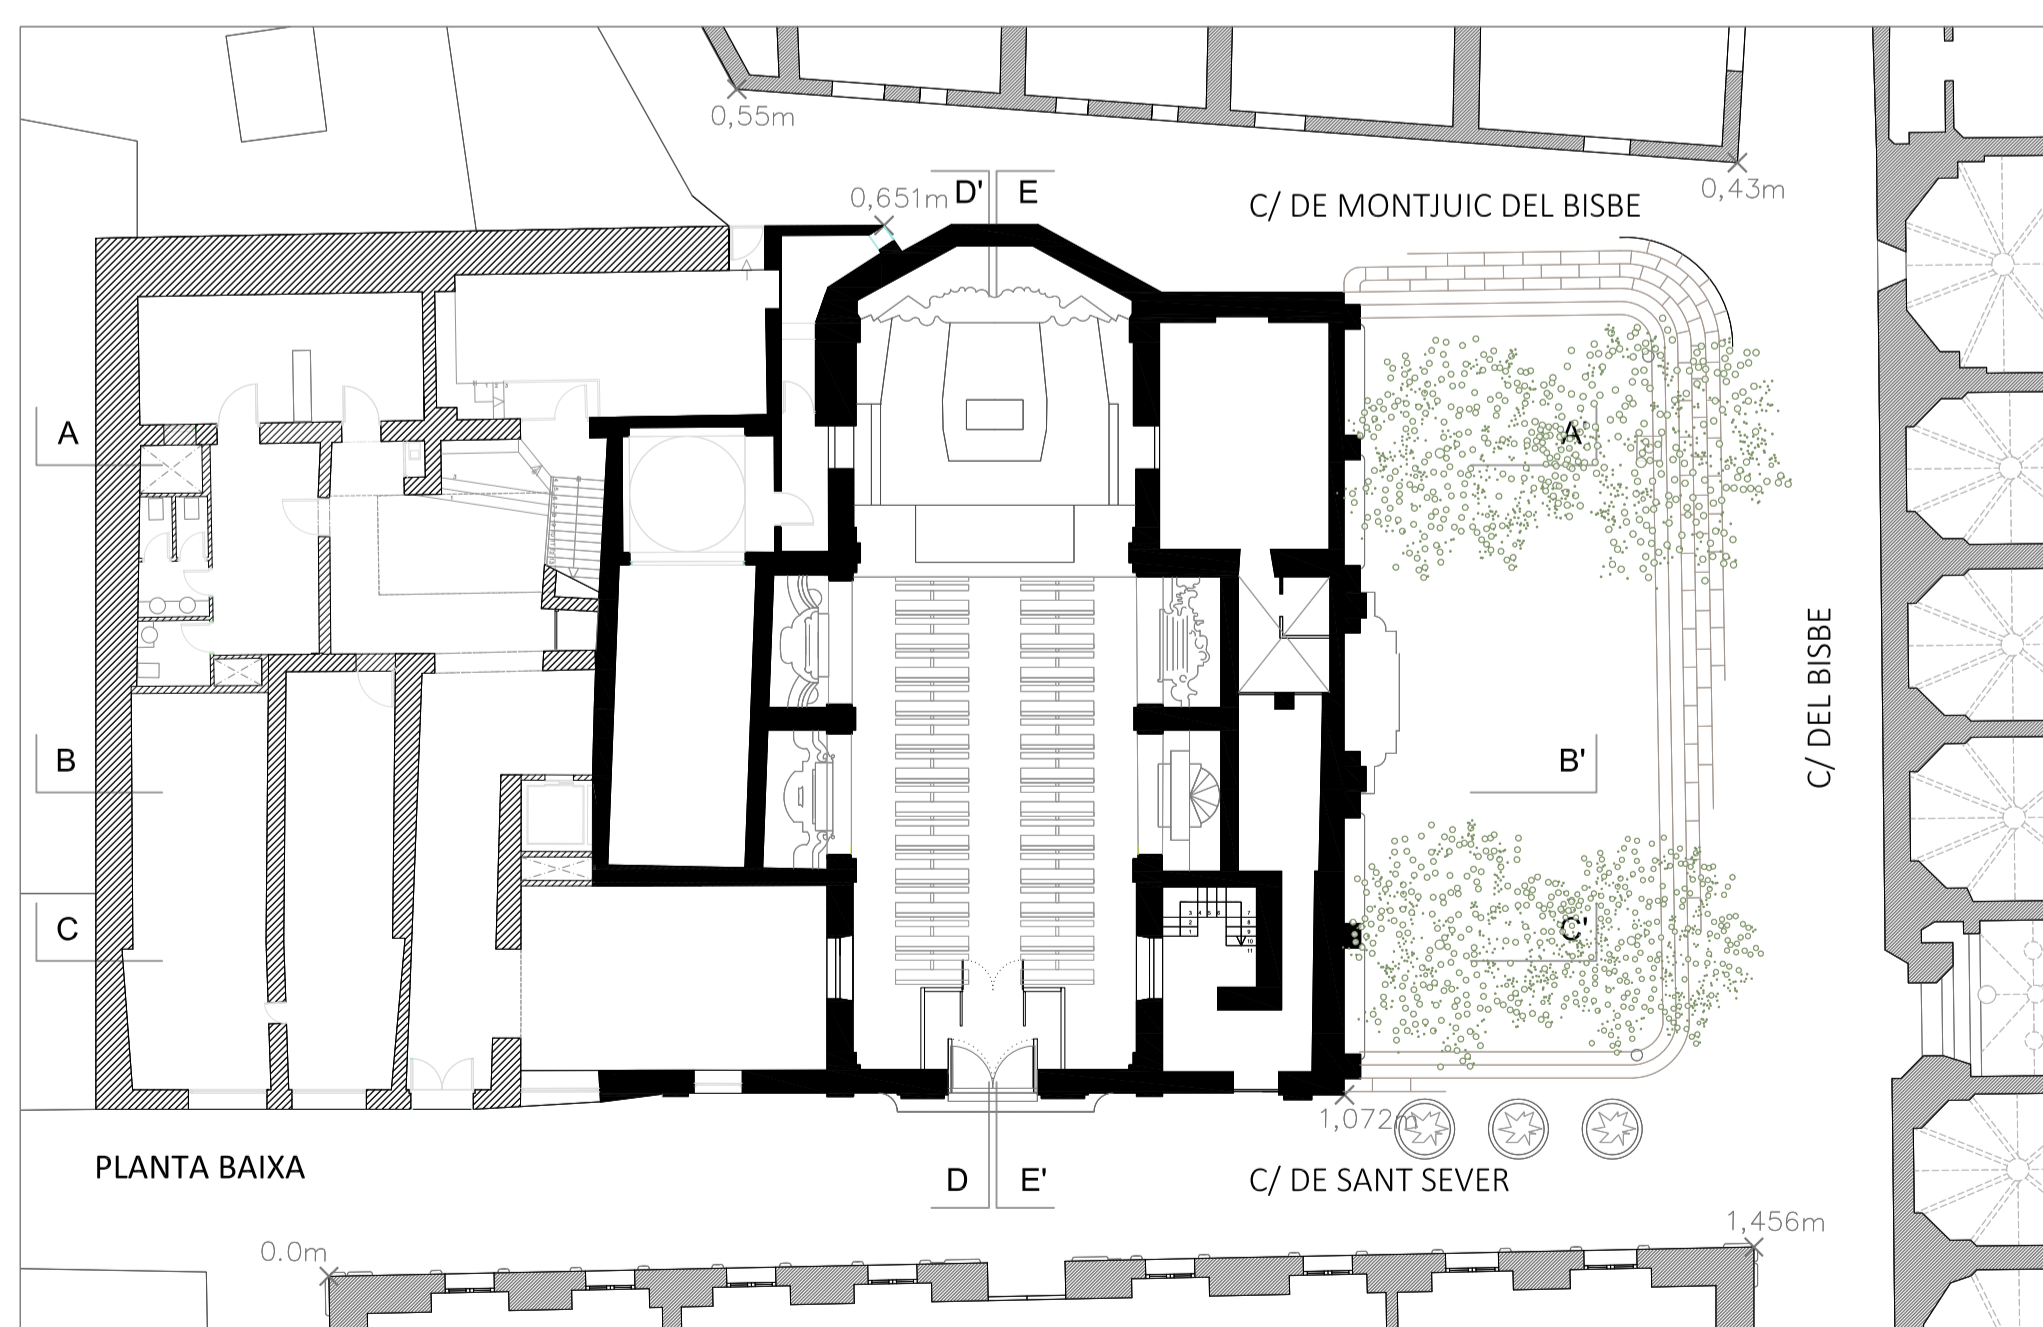 0,55m
0,43m
0,651m
D' E
C/ DE MONTJUIC DEL BISBE
A
A'
B
B'
C/ DEL BISBE
C
C'
1,072m
PLANTA BAIXA
D E'
C/ DE SANT SEVER
0.0m
1,456m